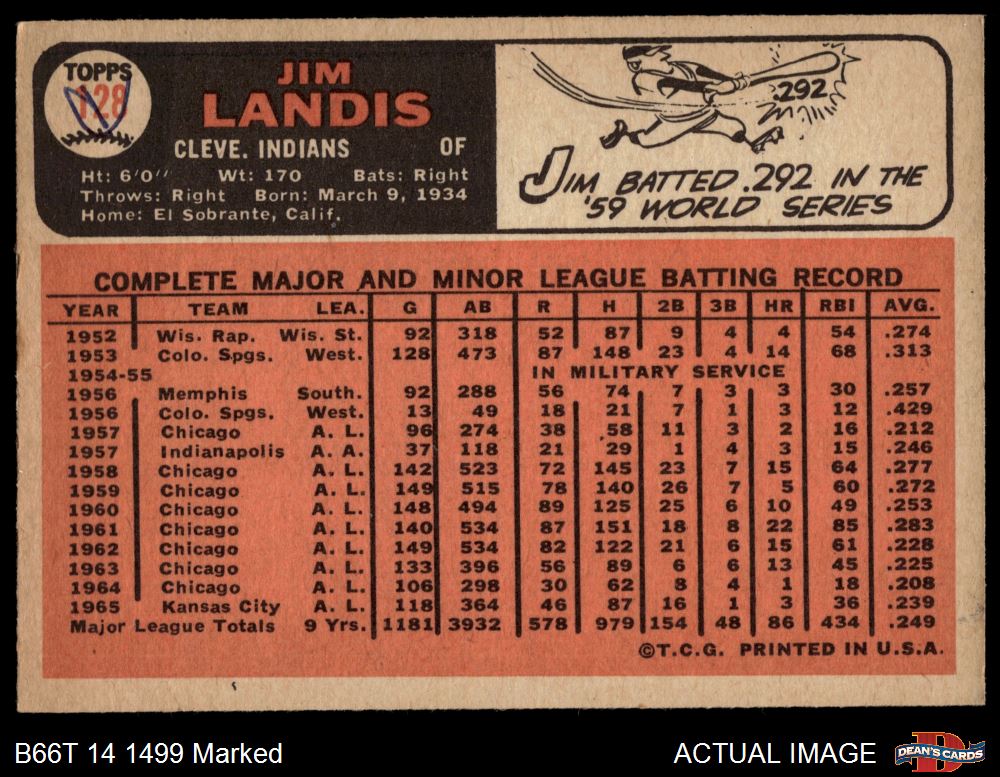 TOPPS
128
JIM
LANDIS
CLEVE. INDIANS OF
Ht: 6'0" Wt: 170 Bats: Right
Throws: Right Born: March 9, 1934
Home: El Sobrante, Calif.
.292
JIM BATTED .292 IN THE
'59 WORLD SERIES
COMPLETE MAJOR AND MINOR LEAGUE BATTING RECORD
YEAR TEAM LEA. G AB R H 2B 3B HR RBI AVG.
1952 Wis. Rap. Wis. St. 92 318 52 87 9 4 4 54 .274
1953 Colo. Spgs. West. 128 473 87 148 23 4 14 68 .313
1954-55 IN MILITARY SERVICE
1956 Memphis South. 92 288 56 74 7 3 3 30 .257
1956 Colo. Spgs. West. 13 49 18 21 7 1 3 12 .429
1957 Chicago A. L. 96 274 38 58 11 3 2 16 .212
1957 Indianapolis A. A. 37 118 21 29 1 4 3 15 .246
1958 Chicago A. L. 142 523 72 145 23 7 15 64 .277
1959 Chicago A. L. 149 515 78 140 26 7 5 60 .272
1960 Chicago A. L. 148 494 89 125 25 6 10 49 .253
1961 Chicago A. L. 140 534 87 151 18 8 22 85 .283
1962 Chicago A. L. 149 534 82 122 21 6 15 61 .228
1963 Chicago A. L. 133 396 56 89 6 6 13 45 .225
1964 Chicago A. L. 106 298 30 62 8 4 1 18 .208
1965 Kansas City A. L. 118 364 46 87 16 1 3 36 .239
Major League Totals 9 Yrs. 1181 3932 578 979 154 48 86 434 .249
©T.C.G. PRINTED IN U.S.A.
B66T 14 1499 Marked
ACTUAL IMAGE
DEAN'S CARDS